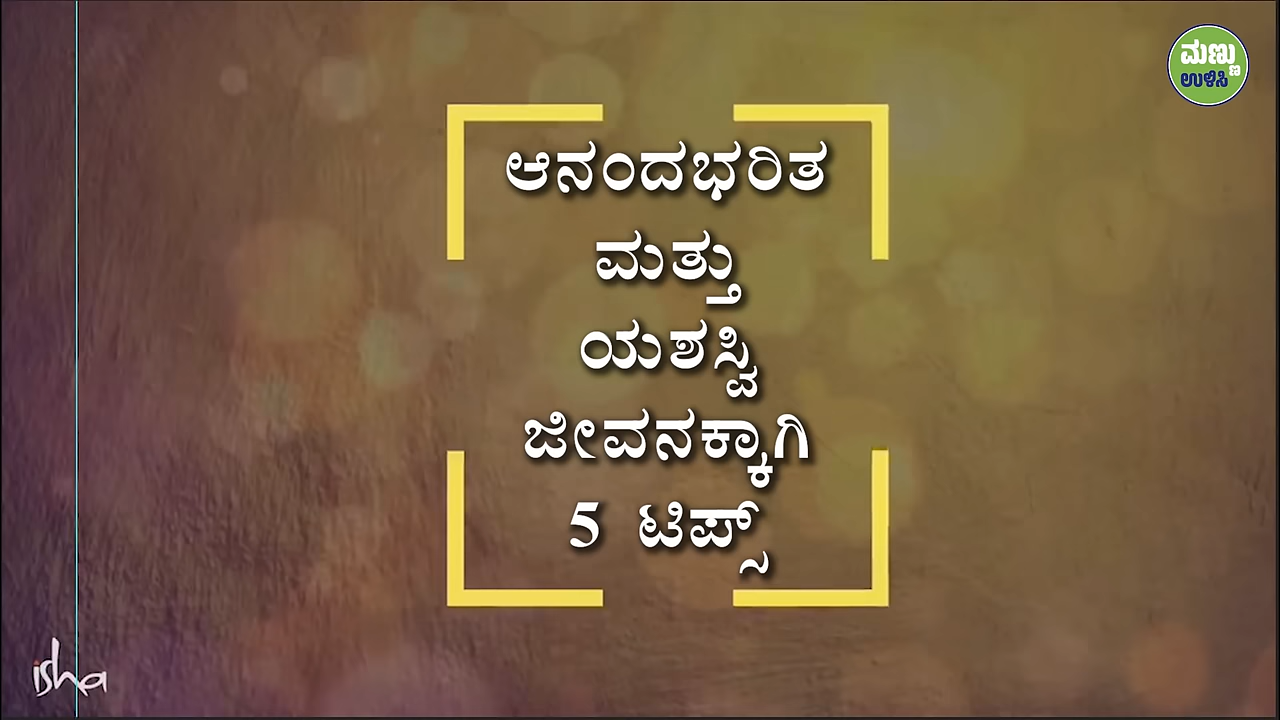 ಮಣ್ಣು
ಉಳಿಸಿ
ಆನಂದಭರಿತ
ಮತ್ತು
ಯಶಸ್ವಿ
ಜೀವನಕ್ಕಾಗಿ
5 ಟಿಪ್ಸ್
isha